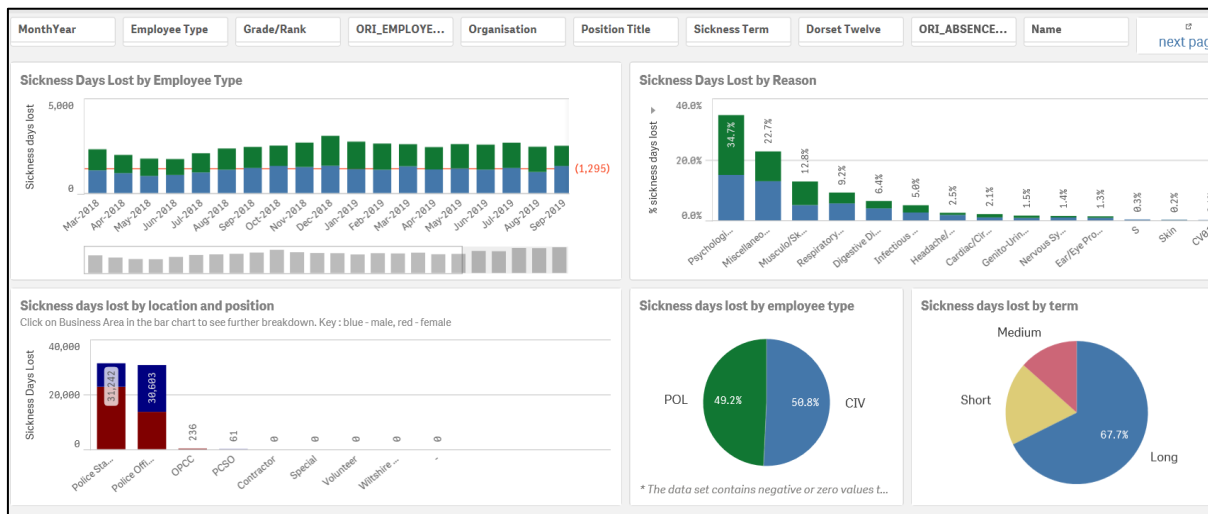 MonthYear
Employee Type
Grade/Rank
ORI_EMPLOYE...
Organisation
Position Title
Sickness Term
Dorset Twelve
ORI_ABSENCE...
Name
next pag
Sickness Days Lost by Employee Type
Sickness days lost
5,000
0
(1,295)
Mar-2018
Apr-2018
May-2018
Jun-2018
Jul-2018
Aug-2018
Sep-2018
Oct-2018
Nov-2018
Dec-2018
Jan-2019
Feb-2019
Mar-2019
Apr-2019
May-2019
Jun-2019
Jul-2019
Aug-2019
Sep-2019
Sickness Days Lost by Reason
% sickness days lost
40.0%
20.0%
0.0%
34.7%
22.7%
12.8%
9.2%
6.4%
5.0%
2.5%
2.1%
1.5%
1.4%
1.3%
0.3%
0.2%
Psychologi...
Miscellaneo...
Musculo/Sk...
Respiratory...
Digestive Di...
Infectious ...
Headache/...
Cardiac/Cir...
Genito-Urin...
Nervous Sy...
Ear/Eye Pro...
S
Skin
Sickness days lost by location and position
Click on Business Area in the bar chart to see further breakdown. Key : blue - male, red - female
Sickness Days Lost
40,000
20,000
0
31,242
30,603
236
61
0
0
0
0
0
Police Sta...
Police Offi...
OPCC
PCSO
Contractor
Special
Volunteer
Wiltshire ...
-
Sickness days lost by employee type
POL
49.2%
50.8%
CIV
* The data set contains negative or zero values t...
Sickness days lost by term
Medium
Short
67.7%
Long